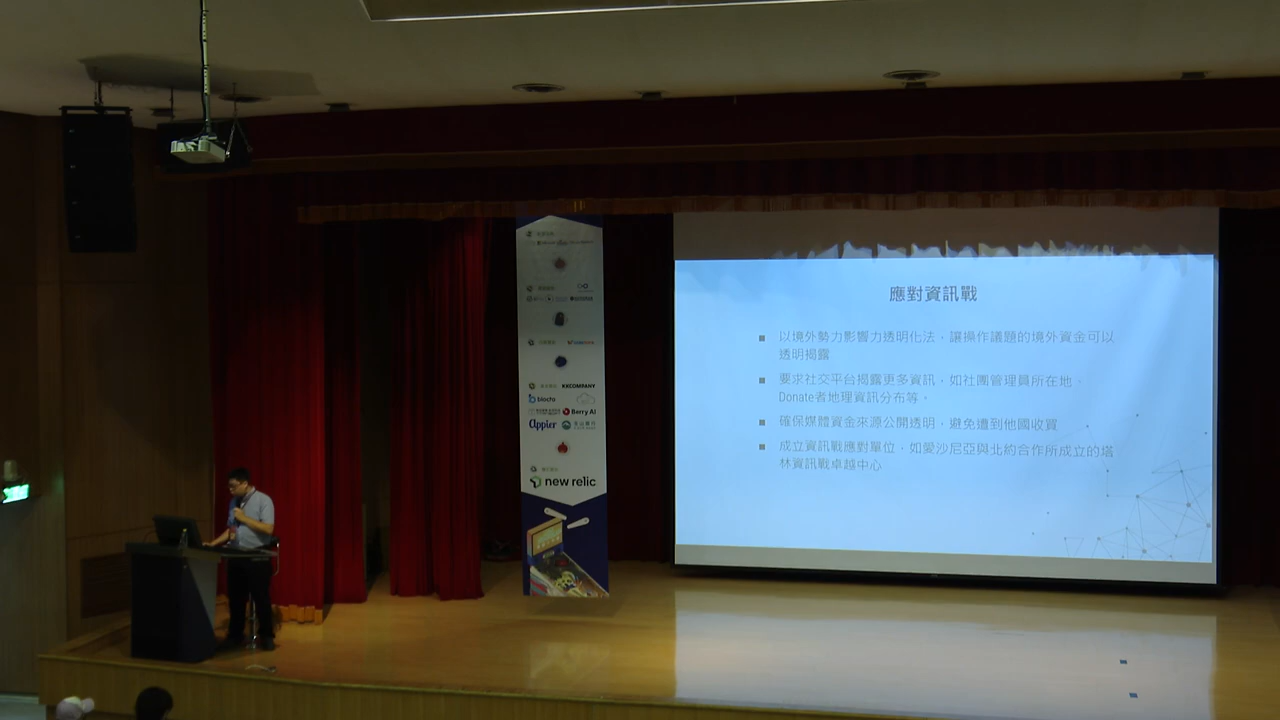 KKCOMPANY
blocto
Berry AI
Appier
new relic
應對資訊戰
以境外勢力影響力透明化法，讓操作議題的境外資金可以
透明揭露
要求社交平台揭露更多資訊，如社團管理員所在地、
Donate者地理資訊分布等。
確保媒體資金來源公開透明，避免遭到他國收買
成立資訊戰應對單位，如愛沙尼亞與北約合作所成立的塔
林資訊戰卓越中心